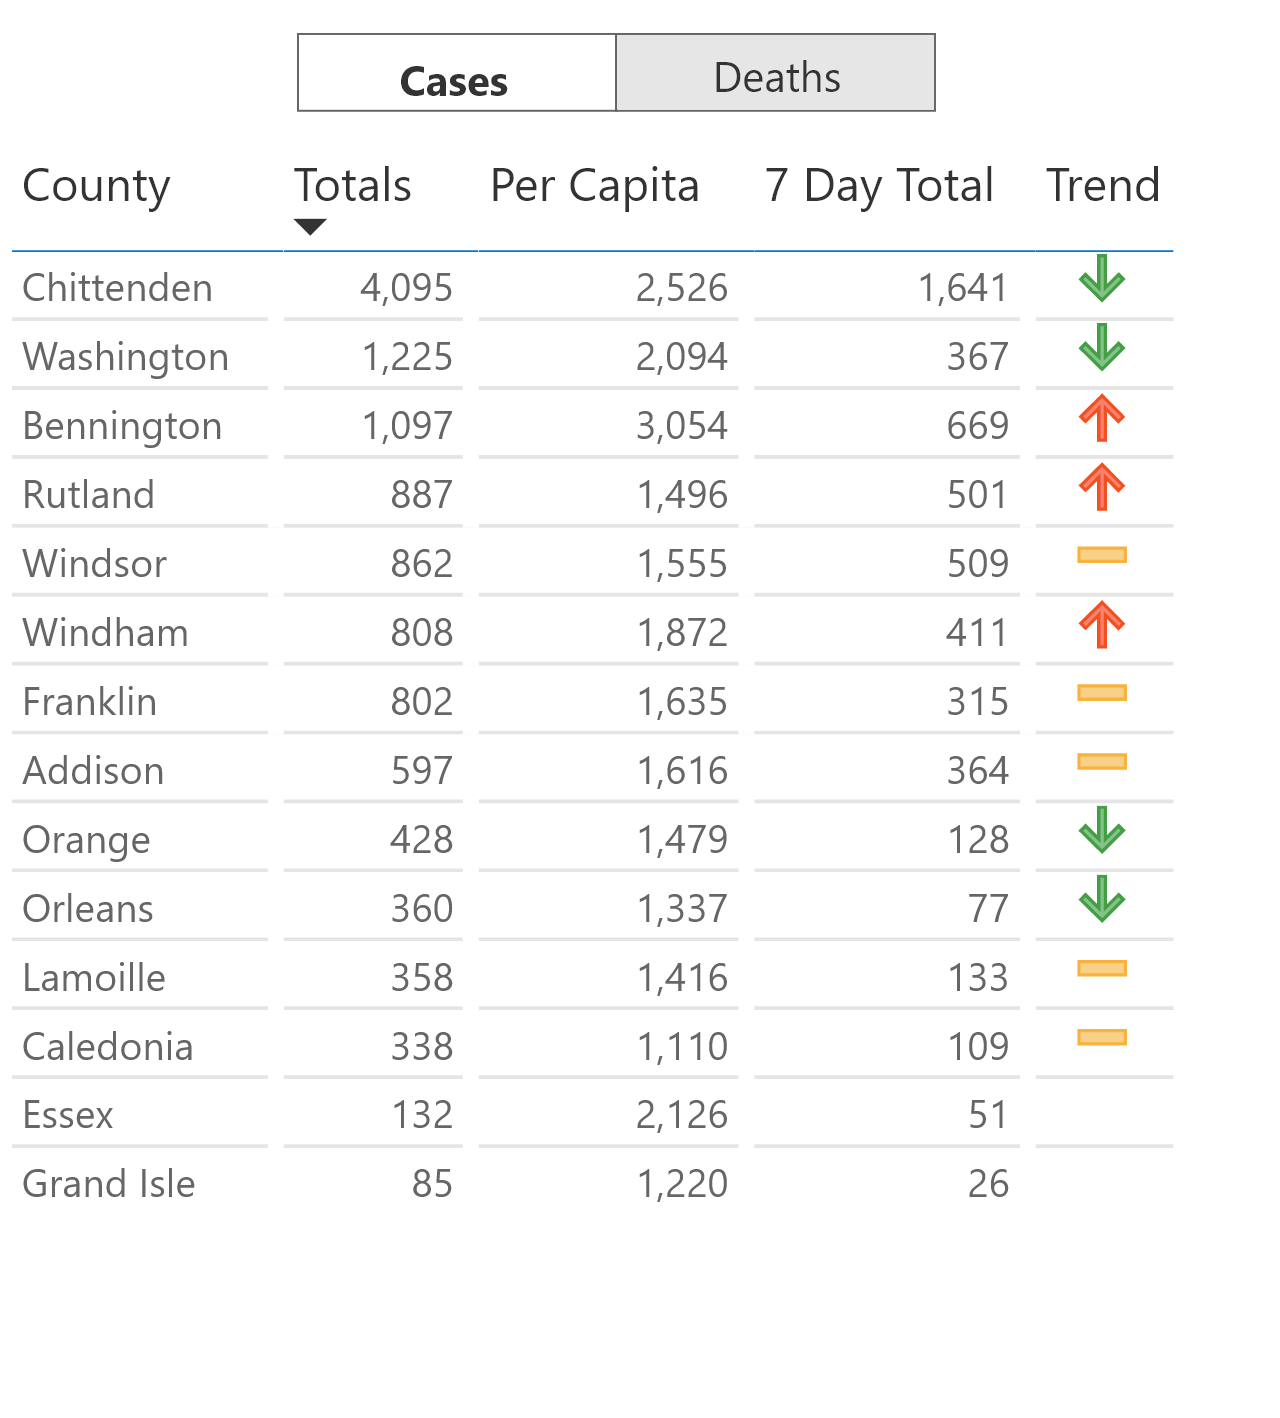 Cases Deaths
County Totals Per Capita 7 Day Total Trend
Chittenden 4,095 2,526 1,641
Washington 1,225 2,094 367
Bennington 1,097 3,054 669
Rutland 887 1,496 501
Windsor 862 1,555 509
Windham 808 1,872 411
Franklin 802 1,635 315
Addison 597 1,616 364
Orange 428 1,479 128
Orleans 360 1,337 77
Lamoille 358 1,416 133
Caledonia 338 1,110 109
Essex 132 2,126 51
Grand Isle 85 1,220 26